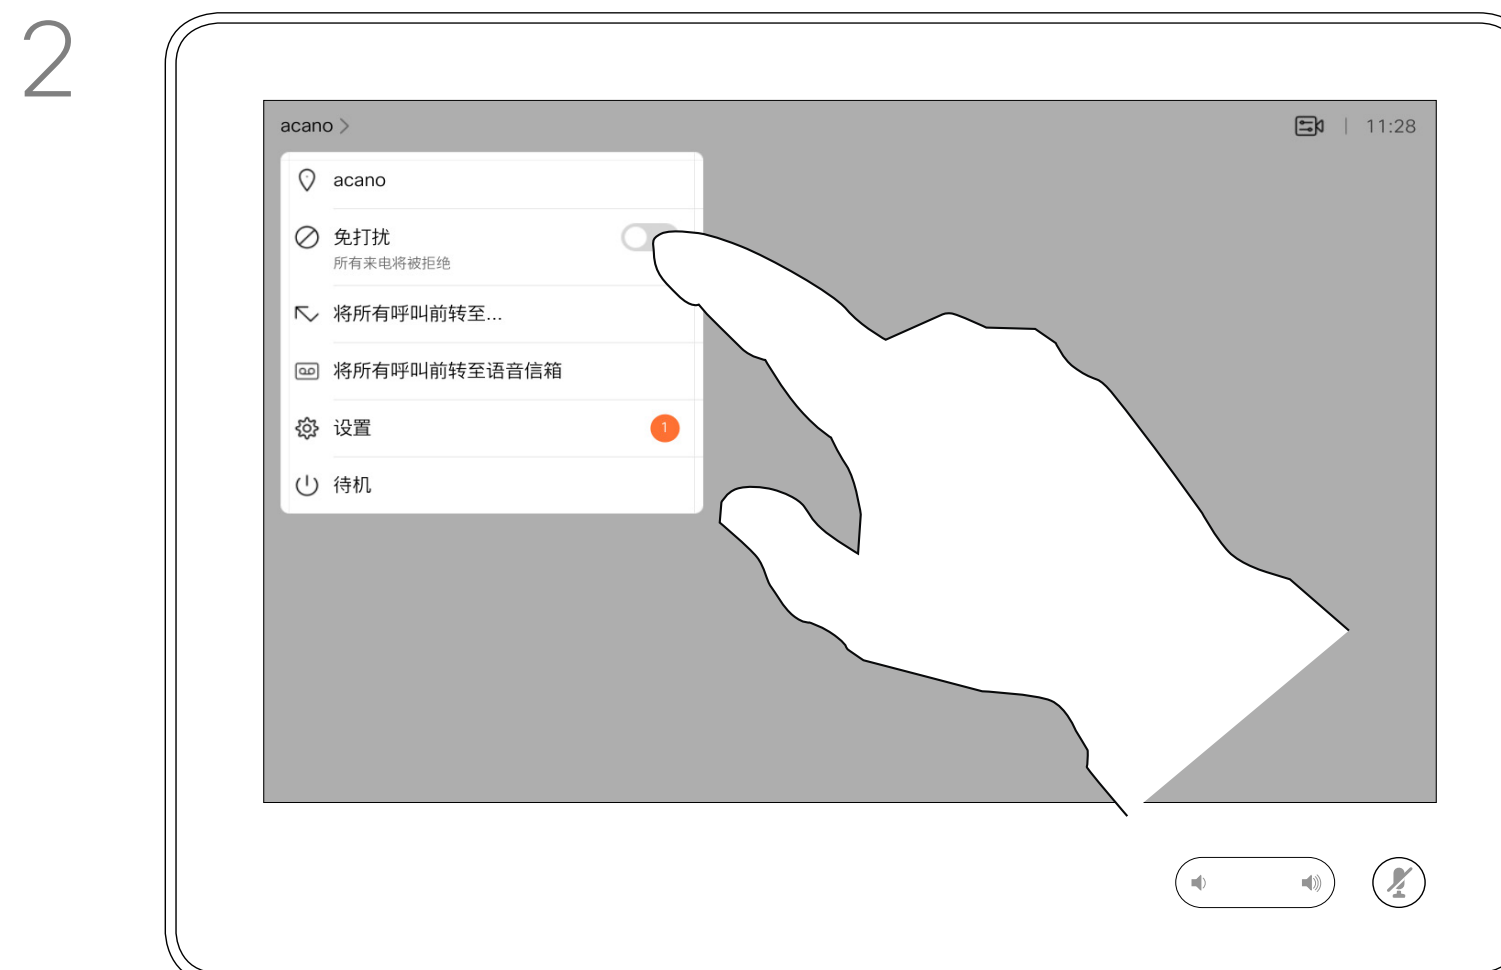 2
acano
11:28
acano
免打扰
所有来电将被拒绝
将所有呼叫前转至...
将所有呼叫前转至语音信箱
设置
1
待机